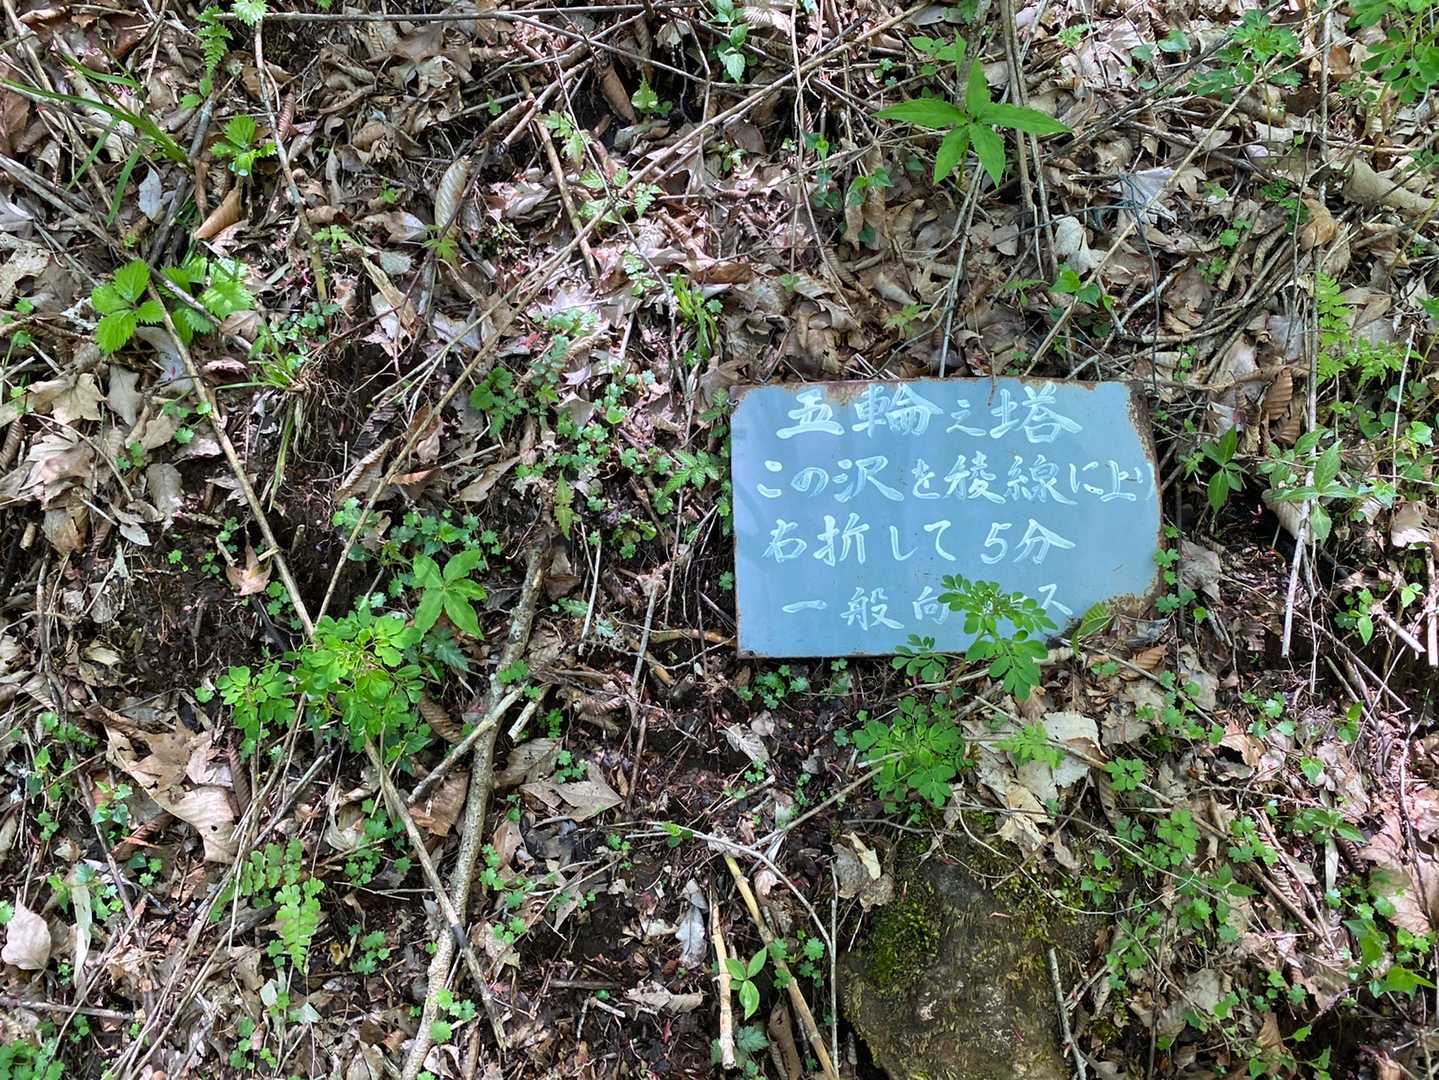 五輪之塔
この沢を稜線に上り
右折して5分
一般向 ス